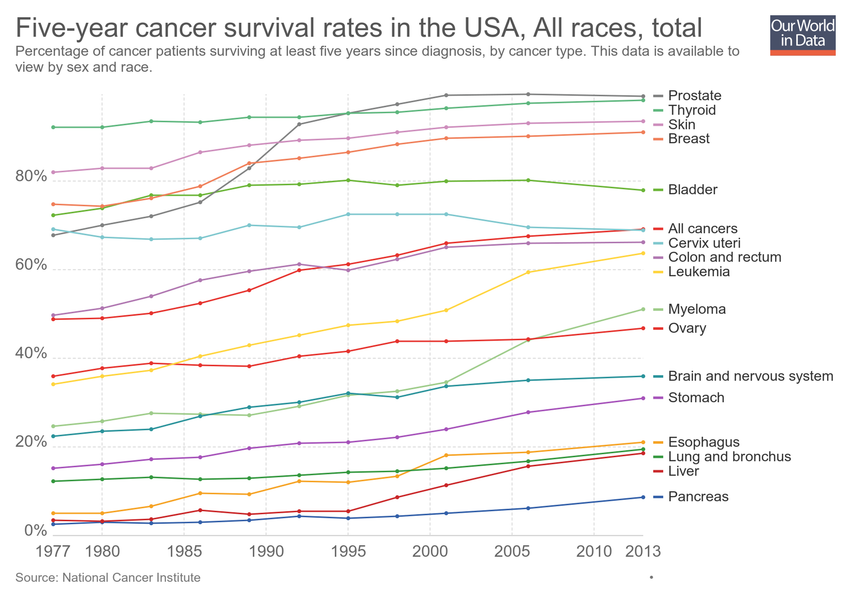 Five-year cancer survival rates in the USA, All races, total
Our World
in Data
Percentage of cancer patients surviving at least five years since diagnosis, by cancer type. This data is available to
view by sex and race.
Prostate
Thyroid
Skin
Breast
80%
Bladder
All cancers
Cervix uteri
60%
Colon and rectum
Leukemia
Myeloma
Ovary
40%
Brain and nervous system
Stomach
20%
Esophagus
Lung and bronchus
Liver
Pancreas
0%
1977 1980 1985 1990 1995 2000 2005 2010 2013
Source: National Cancer Institute